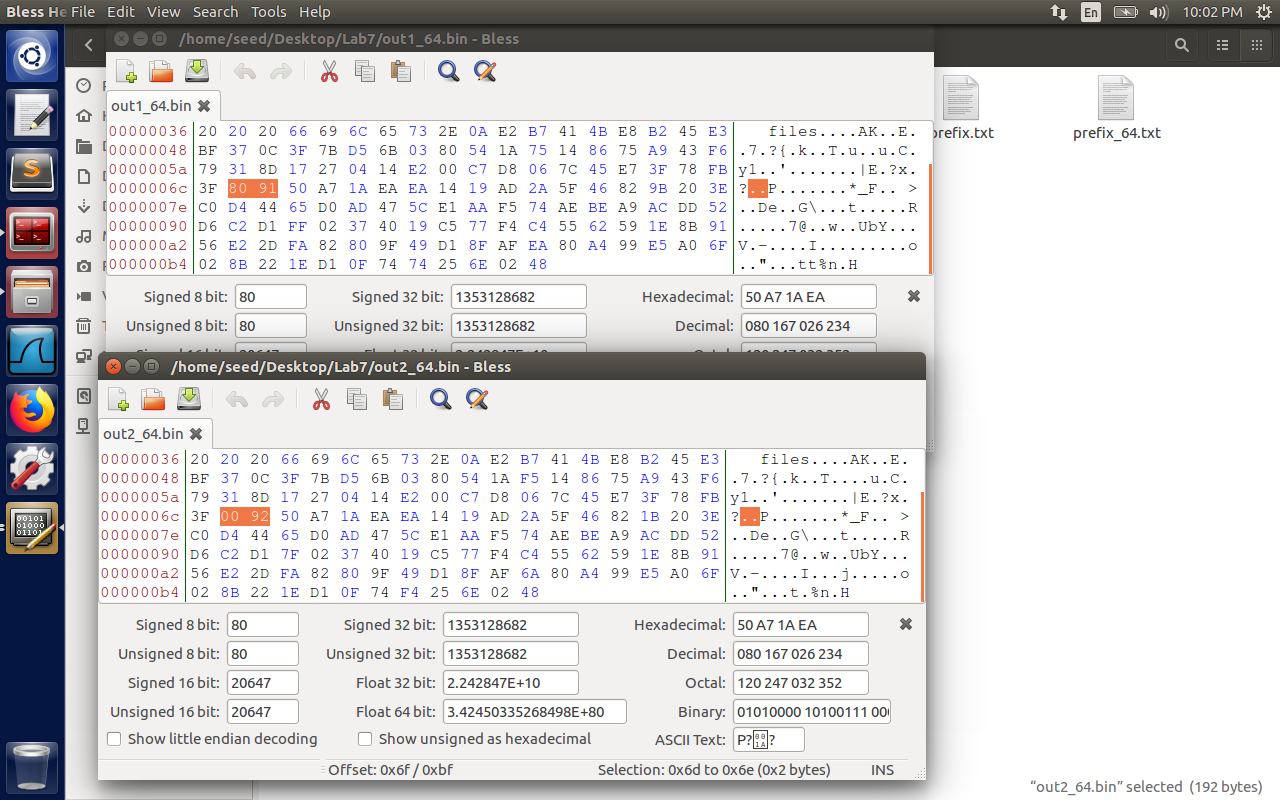 Bless He File Edit View Search Tools Help En 10:02 PM
/home/seed/Desktop/Lab7/out1_64.bin - Bless
out1_64.bin
00000036 20 20 20 66 69 6C 65 73 2E 0A E2 B7 41 4B E8 B2 45 E3 files....AK..E.
00000048 BF 37 0C 3F 7B D5 6B 03 80 54 1A 75 14 86 75 A9 43 F6 .7.?{.k..T.u..u.C.
0000005a 79 31 8D 17 27 04 14 E2 00 C7 D8 06 7C 45 E7 3F 78 FB y1..'.......|E.?x.
0000006c 3F 80 91 50 A7 1A EA EA 14 19 AD 2A 5F 46 82 9B 20 3E ?..P.......*_F.. >
0000007e C0 D4 44 65 D0 AD 47 5C E1 AA F5 74 AE BE A9 AC DD 52 ..De..G\...t.....R
00000090 D6 C2 D1 FF 02 37 40 19 C5 77 F4 C4 55 62 59 1E 8B 91 .....7@..w..UbY...
000000a2 56 E2 2D FA 82 80 9F 49 D1 8F AF EA 80 A4 99 E5 A0 6F V.-....I.........o
000000b4 02 8B 22 1E D1 0F 74 74 25 6E 02 48 .."...tt%n.H
Signed 8 bit: 80 Signed 32 bit: 1353128682 Hexadecimal: 50 A7 1A EA
Unsigned 8 bit: 80 Unsigned 32 bit: 1353128682 Decimal: 080 167 026 234
prefix.txt
prefix_64.txt
/home/seed/Desktop/Lab7/out2_64.bin - Bless
out2_64.bin
00000036 20 20 20 66 69 6C 65 73 2E 0A E2 B7 41 4B E8 B2 45 E3 files....AK..E.
00000048 BF 37 0C 3F 7B D5 6B 03 80 54 1A F5 14 86 75 A9 43 F6 .7.?{.k..T....u.C.
0000005a 79 31 8D 17 27 04 14 E2 00 C7 D8 06 7C 45 E7 3F 78 FB y1..'.......|E.?x.
0000006c 3F 00 92 50 A7 1A EA EA 14 19 AD 2A 5F 46 82 1B 20 3E ?..P.......*_F.. >
0000007e C0 D4 44 65 D0 AD 47 5C E1 AA F5 74 AE BE A9 AC DD 52 ..De..G\...t.....R
00000090 D6 C2 D1 7F 02 37 40 19 C5 77 F4 C4 55 62 59 1E 8B 91 .....7@..w..UbY...
000000a2 56 E2 2D FA 82 80 9F 49 D1 8F AF 6A 80 A4 99 E5 A0 6F V.-....I...j.....o
000000b4 02 8B 22 1E D1 0F 74 F4 25 6E 02 48 .."...t.%n.H
Signed 8 bit: 80 Signed 32 bit: 1353128682 Hexadecimal: 50 A7 1A EA
Unsigned 8 bit: 80 Unsigned 32 bit: 1353128682 Decimal: 080 167 026 234
Signed 16 bit: 20647 Float 32 bit: 2.242847E+10 Octal: 120 247 032 352
Unsigned 16 bit: 20647 Float 64 bit: 3.42450335268498E+80 Binary: 01010000 10100111 00
Show little endian decoding Show unsigned as hexadecimal ASCII Text: P??
Offset: 0x6f / 0xbf Selection: 0x6d to 0x6e (0x2 bytes) INS
“out2_64.bin” selected (192 bytes)